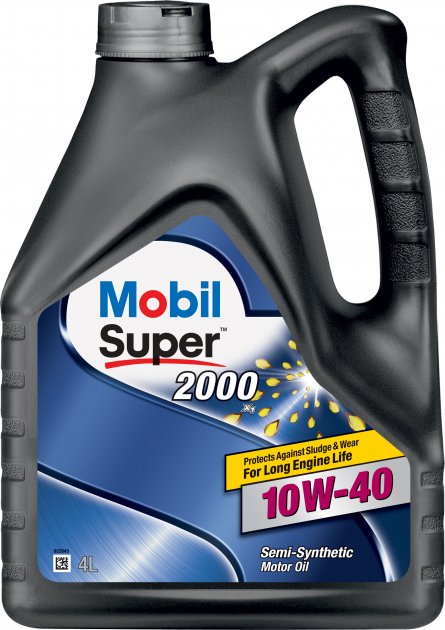 Mobil
Super™
2000
X1
Protects Against Sludge & Wear
For Long Engine Life
10W-40
Semi-Synthetic
Motor Oil
4L